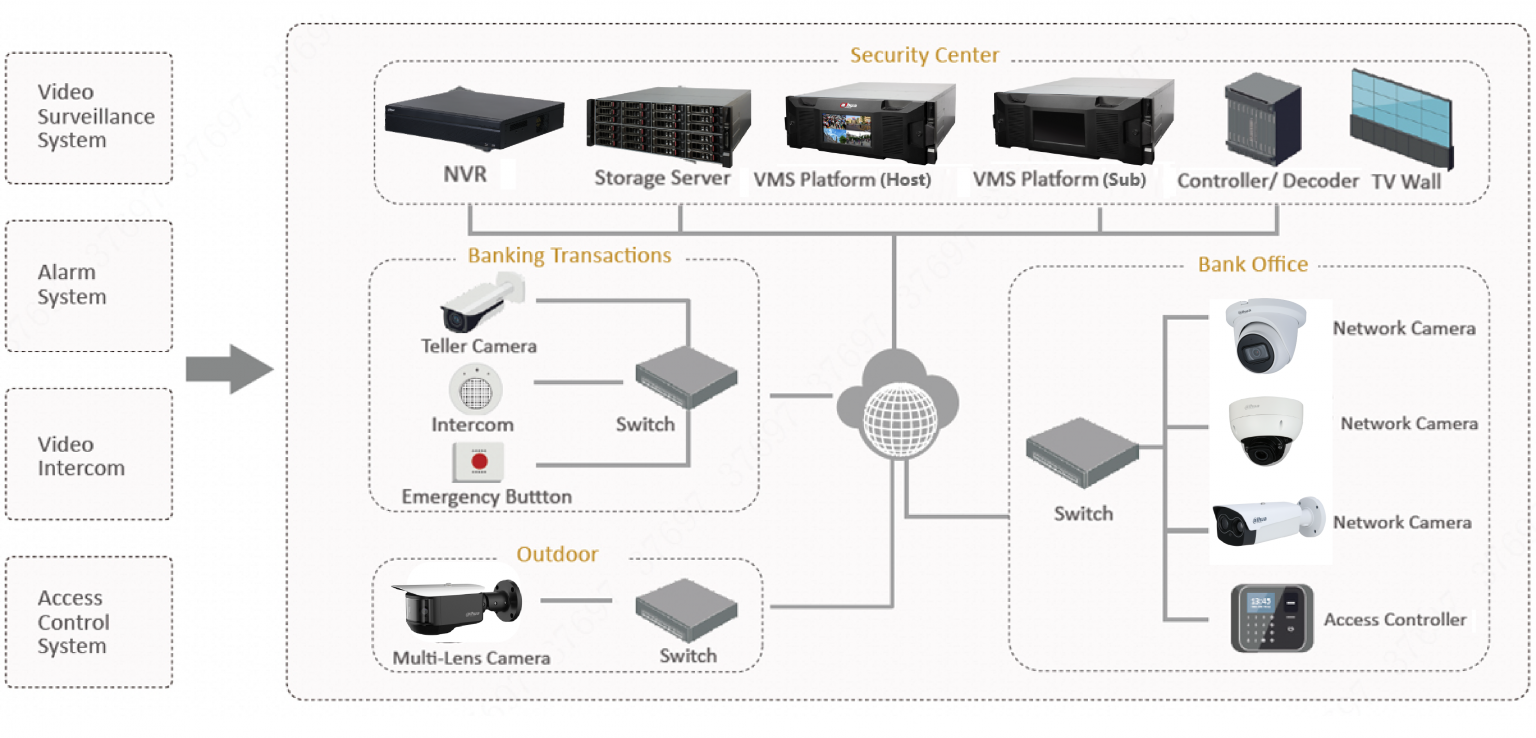 Video
Surveillance
System
Alarm
System
Video
Intercom
Access
Control
System
Security Center
NVR
Storage Server
VMS Platform (Host)
VMS Platform (Sub)
Controller/ Decoder
TV Wall
Banking Transactions
Teller Camera
Intercom
Switch
Emergency Buttton
Outdoor
Multi-Lens Camera
Switch
Bank Office
Network Camera
Network Camera
Switch
Network Camera
13:45
Access Controller